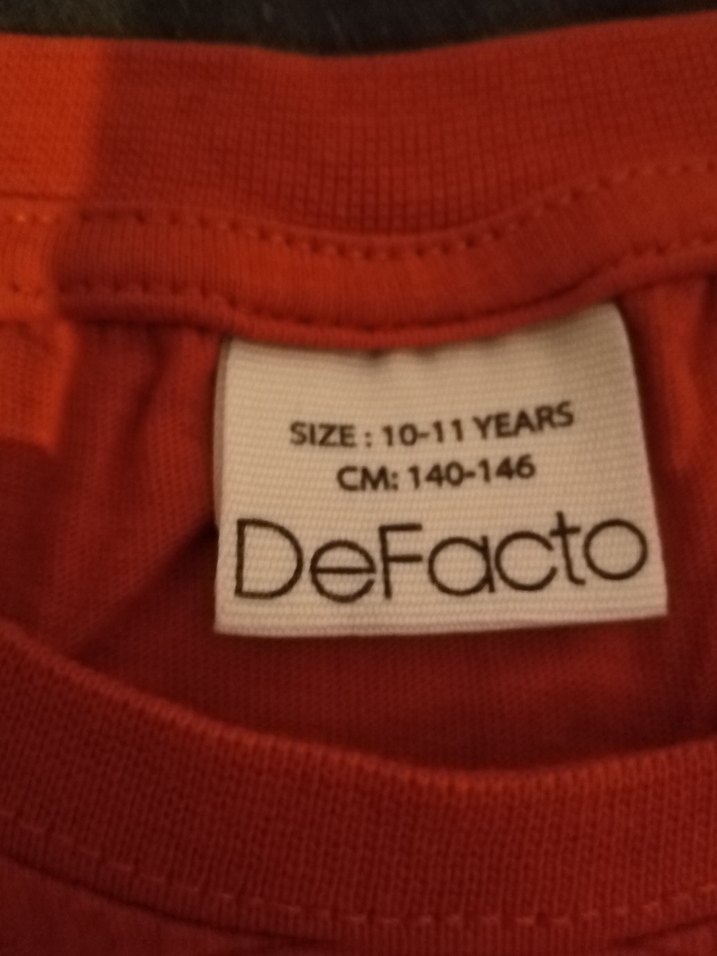 SIZE : 10-11 YEARS
CM: 140-146
DeFacto